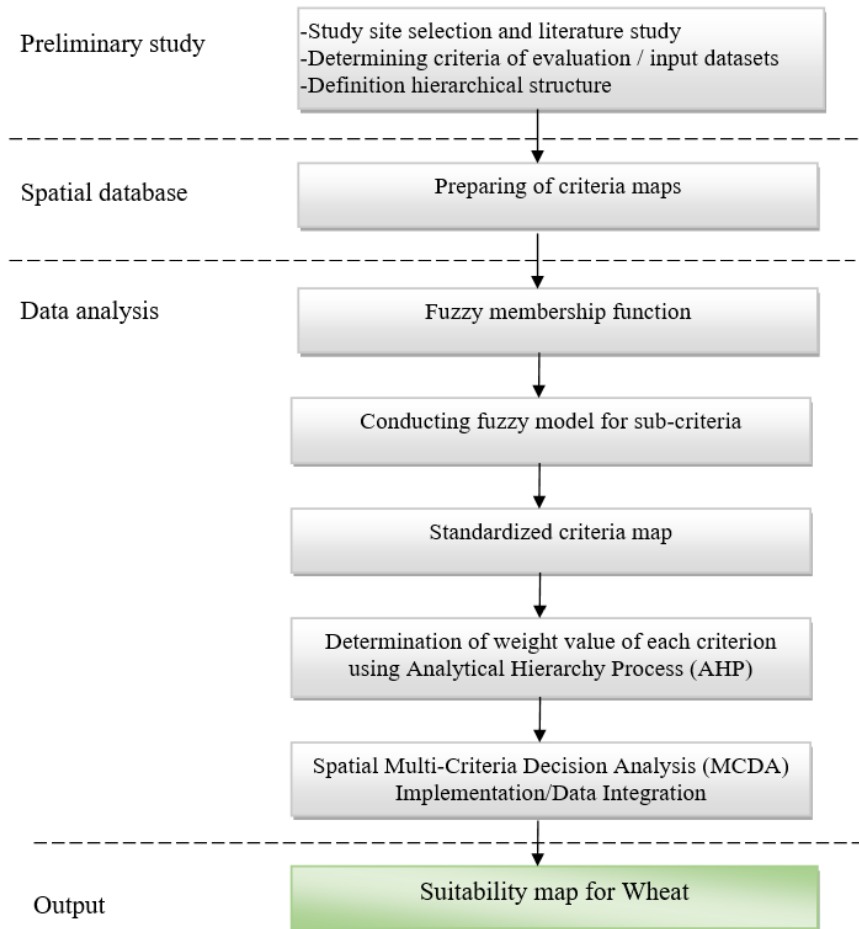 Preliminary study
-Study site selection and literature study
-Determining criteria of evaluation / input datasets
-Definition hierarchical structure
Spatial database
Preparing of criteria maps
Data analysis
Fuzzy membership function
Conducting fuzzy model for sub-criteria
Standardized criteria map
Determination of weight value of each criterion
using Analytical Hierarchy Process (AHP)
Spatial Multi-Criteria Decision Analysis (MCDA)
Implementation/Data Integration
Output
Suitability map for Wheat